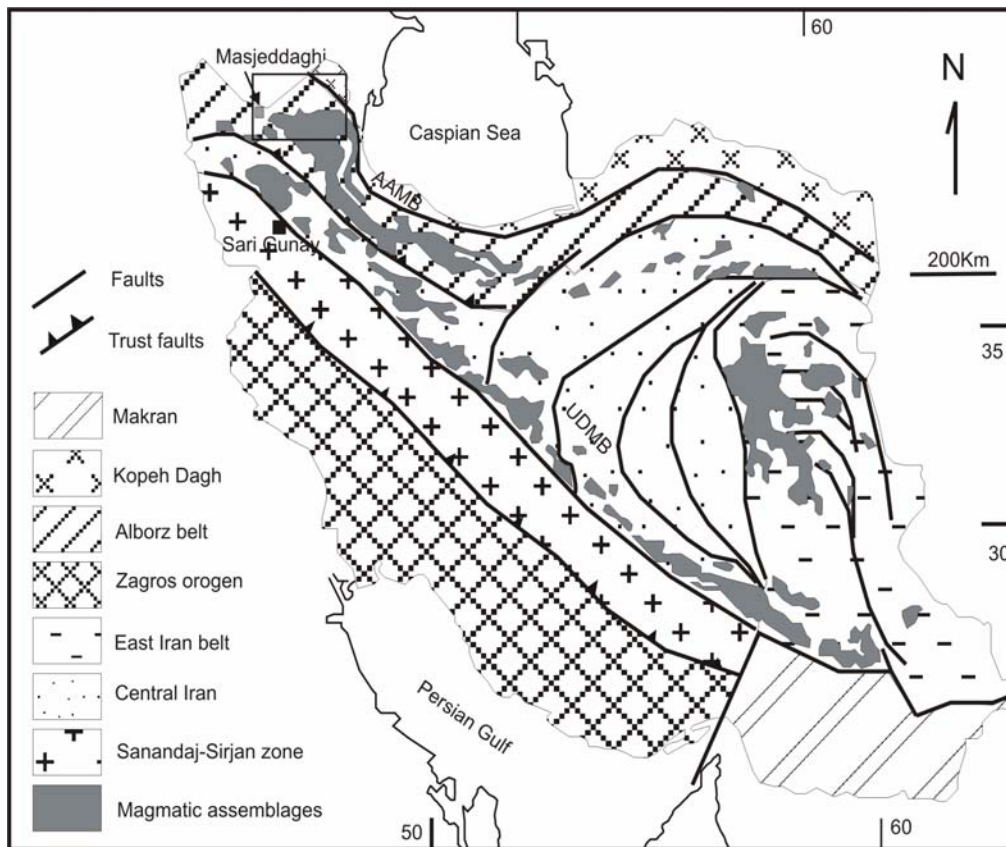 60
Masjeddaghi
N
Caspian Sea
AAMB
Sari Gunay
200Km
Faults
Trust faults
35
Makran
UDMB
Kopeh Dagh
Alborz belt
30
Zagros orogen
East Iran belt
Central Iran
Persian Gulf
Sanandaj-Sirjan zone
Magmatic assemblages
50
60